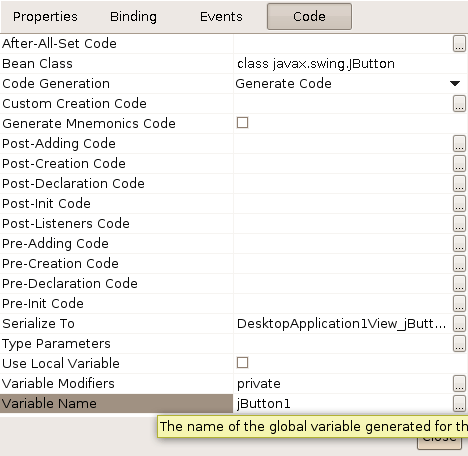 Properties Binding Events Code
After-All-Set Code ...
Bean Class class javax.swing.JButton
Code Generation Generate Code
Custom Creation Code ...
Generate Mnemonics Code
Post-Adding Code ...
Post-Creation Code ...
Post-Declaration Code ...
Post-Init Code ...
Post-Listeners Code ...
Pre-Adding Code ...
Pre-Creation Code ...
Pre-Declaration Code ...
Pre-Init Code ...
Serialize To DesktopApplication1View_jButt... ...
Type Parameters ...
Use Local Variable
Variable Modifiers private ...
Variable Name jButton1 ...
The name of the global variable generated for th
Close